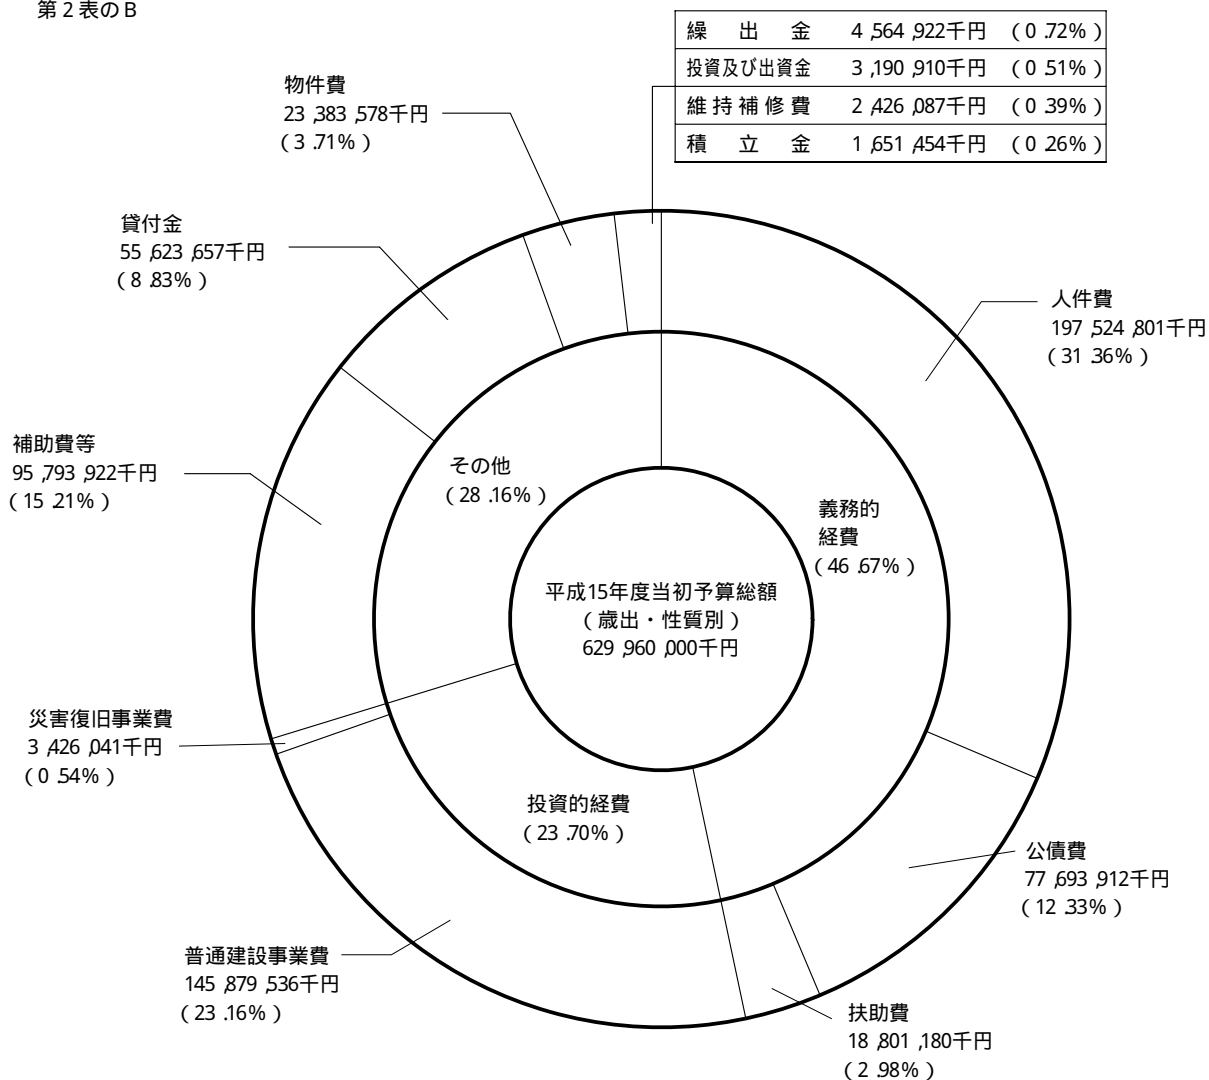 第2表のB
繰出金 4,564,922千円 (0.72%)
投資及び出資金 3,190,910千円 (0.51%)
維持補修費 2,426,087千円 (0.39%)
積立金 1,651,454千円 (0.26%)
物件費
23,383,578千円
(3.71%)
貸付金
55,623,657千円
(8.83%)
人件費
197,524,801千円
(31.36%)
補助費等
95,793,922千円
(15.21%)
その他
(28.16%)
義務的
経費
(46.67%)
平成15年度当初予算総額
(歳出・性質別)
629,960,000千円
災害復旧事業費
3,426,041千円
(0.54%)
投資的経費
(23.70%)
公債費
77,693,912千円
(12.33%)
普通建設事業費
145,879,536千円
(23.16%)
扶助費
18,801,180千円
(2.98%)